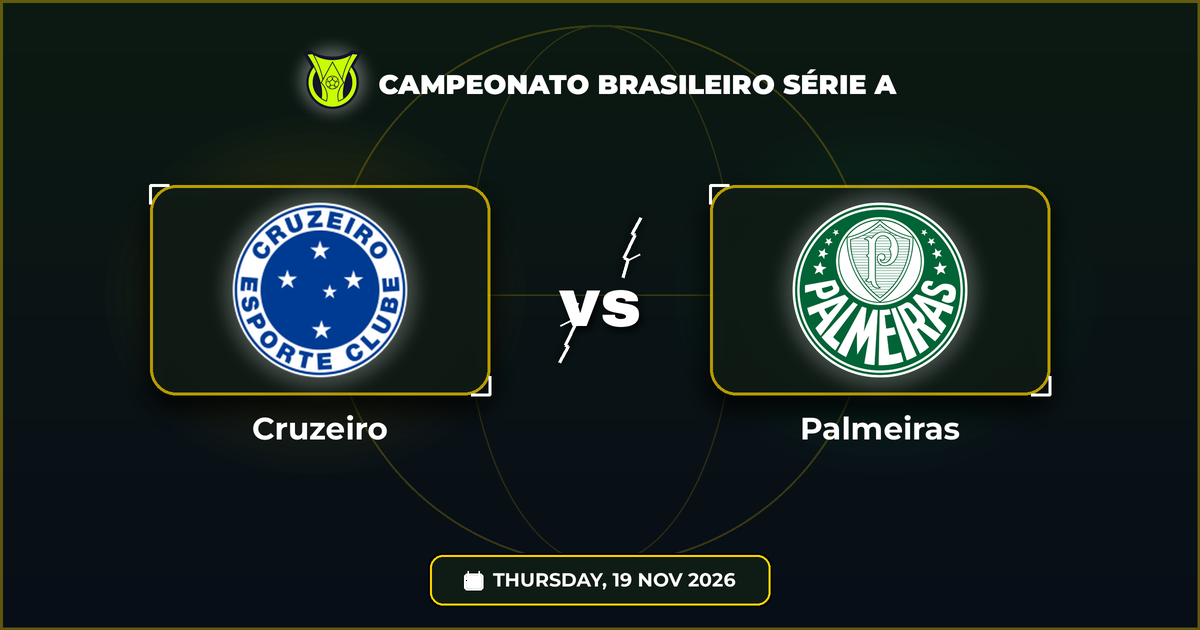 CAMPEONATO BRASILEIRO SÉRIE A
CRUZEIRO
ESPORTE CLUBE
VS
P
PALMEIRAS
Cruzeiro
Palmeiras
THURSDAY, 19 NOV 2026